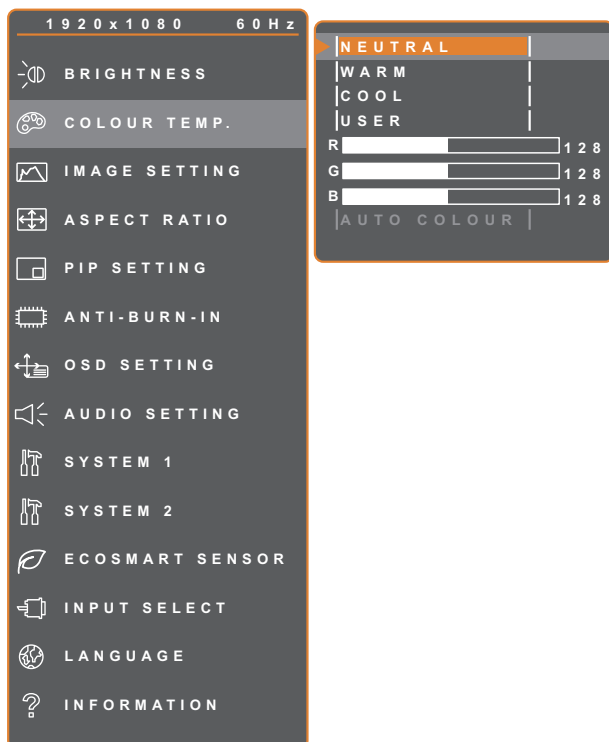 1920x1080 60Hz
BRIGHTNESS
COLOUR TEMP.
IMAGE SETTING
ASPECT RATIO
PIP SETTING
ANTI-BURN-IN
OSD SETTING
AUDIO SETTING
SYSTEM 1
SYSTEM 2
ECOSMART SENSOR
INPUT SELECT
LANGUAGE
INFORMATION
NEUTRAL
WARM
COOL
USER
R 128
G 128
B 128
AUTO COLOUR